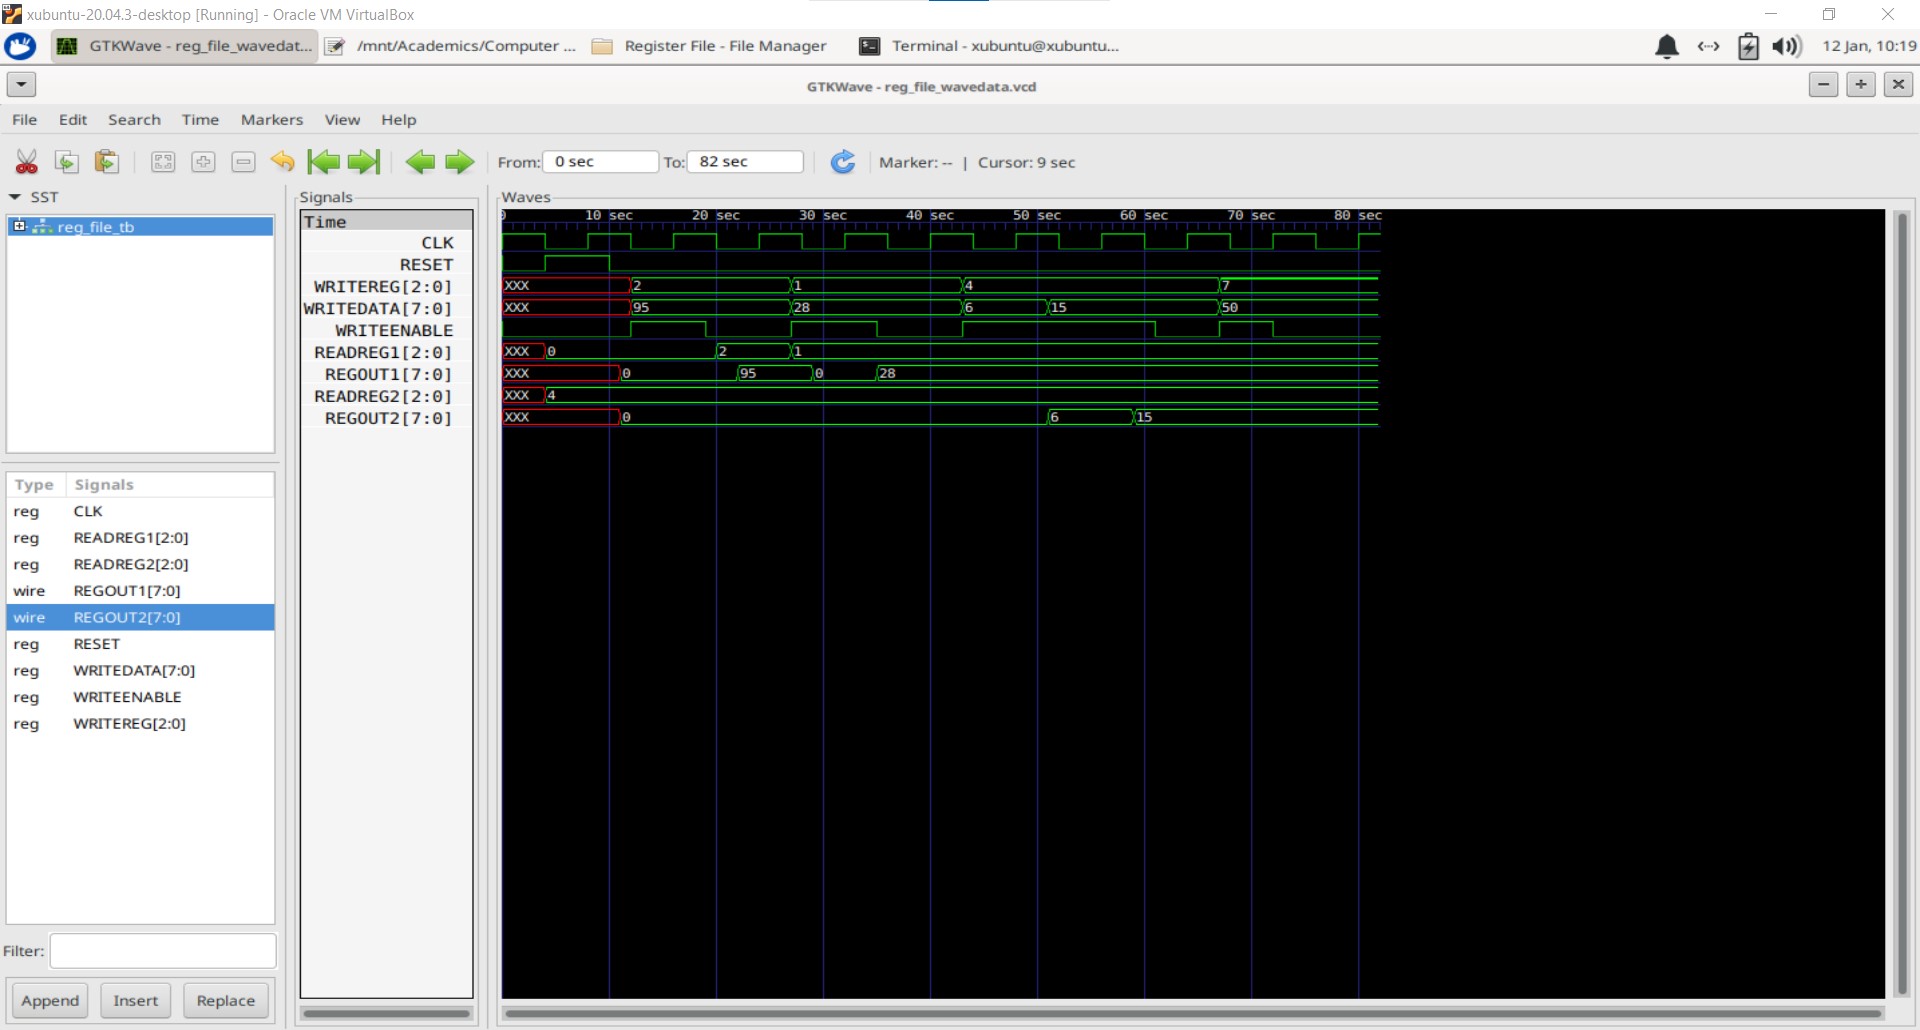 xubuntu-20.04.3-desktop [Running] - Oracle VM VirtualBox
GTKWave - reg_file_wavedat... /mnt/Academics/Computer ... Register File - File Manager Terminal - xubuntu@xubuntu... 12 Jan, 10:19
GTKWave - reg_file_wavedata.vcd
File Edit Search Time Markers View Help
From: 0 sec To: 82 sec Marker: -- | Cursor: 9 sec
SST
reg_file_tb
Type Signals
reg CLK
reg READREG1[2:0]
reg READREG2[2:0]
wire REGOUT1[7:0]
wire REGOUT2[7:0]
reg RESET
reg WRITEDATA[7:0]
reg WRITEENABLE
reg WRITEREG[2:0]
Filter:
Append Insert Replace
Signals
Time
CLK
RESET
WRITEREG[2:0]
WRITEDATA[7:0]
WRITEENABLE
READREG1[2:0]
REGOUT1[7:0]
READREG2[2:0]
REGOUT2[7:0]
Waves
0 10 sec 20 sec 30 sec 40 sec 50 sec 60 sec 70 sec 80 sec
XXX 2 1 4 7
XXX 95 28 6 15 50
XXX 0 2 1
XXX 0 95 0 28
XXX 4
XXX 0 6 15